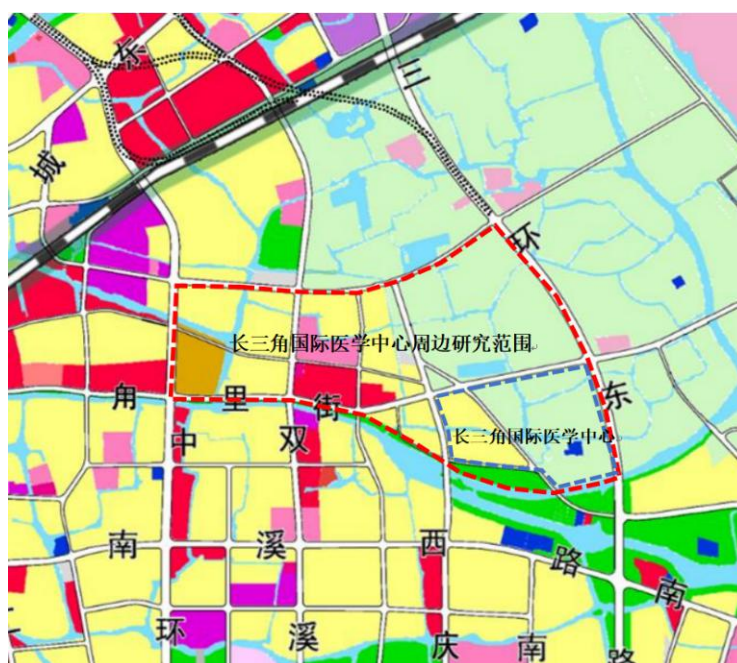 东
城
三
环
长三角国际医学中心周边研究范围
甪里街
东
中
双
长三角国际医学中心
南溪西路
南
环
溪
庆
南
路